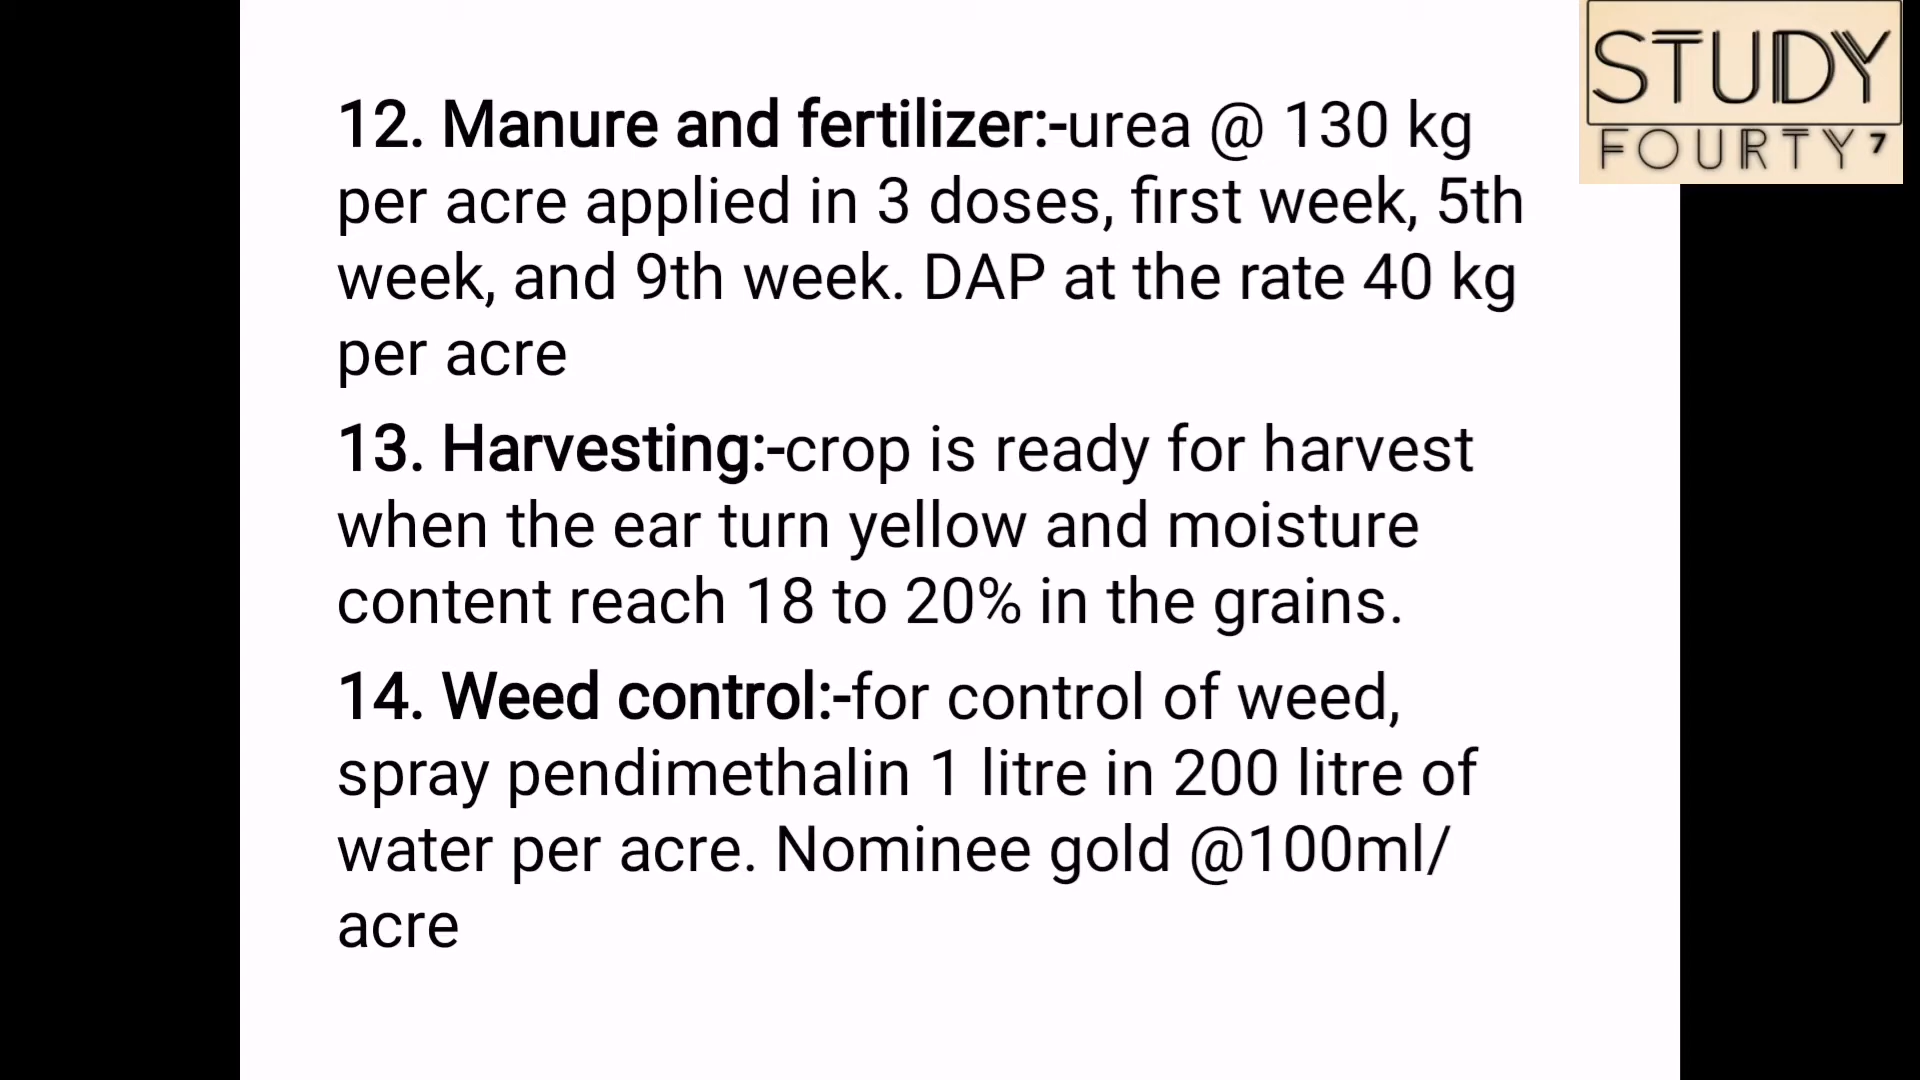 STUDY
FOURTY⁷
12. Manure and fertilizer:-urea @ 130 kg
per acre applied in 3 doses, first week, 5th
week, and 9th week. DAP at the rate 40 kg
per acre
13. Harvesting:-crop is ready for harvest
when the ear turn yellow and moisture
content reach 18 to 20% in the grains.
14. Weed control:-for control of weed,
spray pendimethalin 1 litre in 200 litre of
water per acre. Nominee gold @100ml/
acre